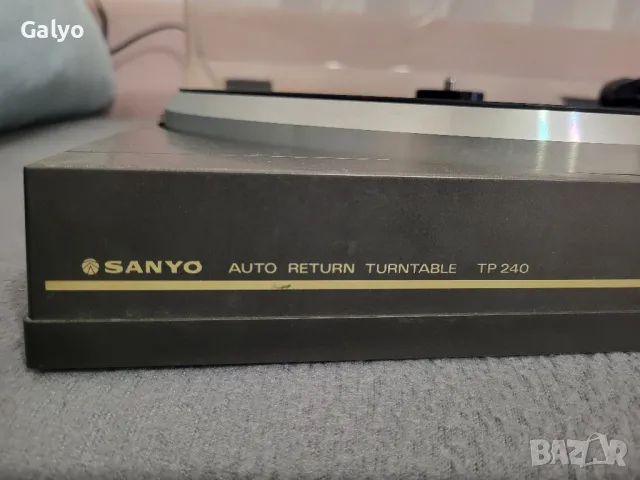 Galyo
SANYO AUTO RETURN TURNTABLE TP 240
BAZAR